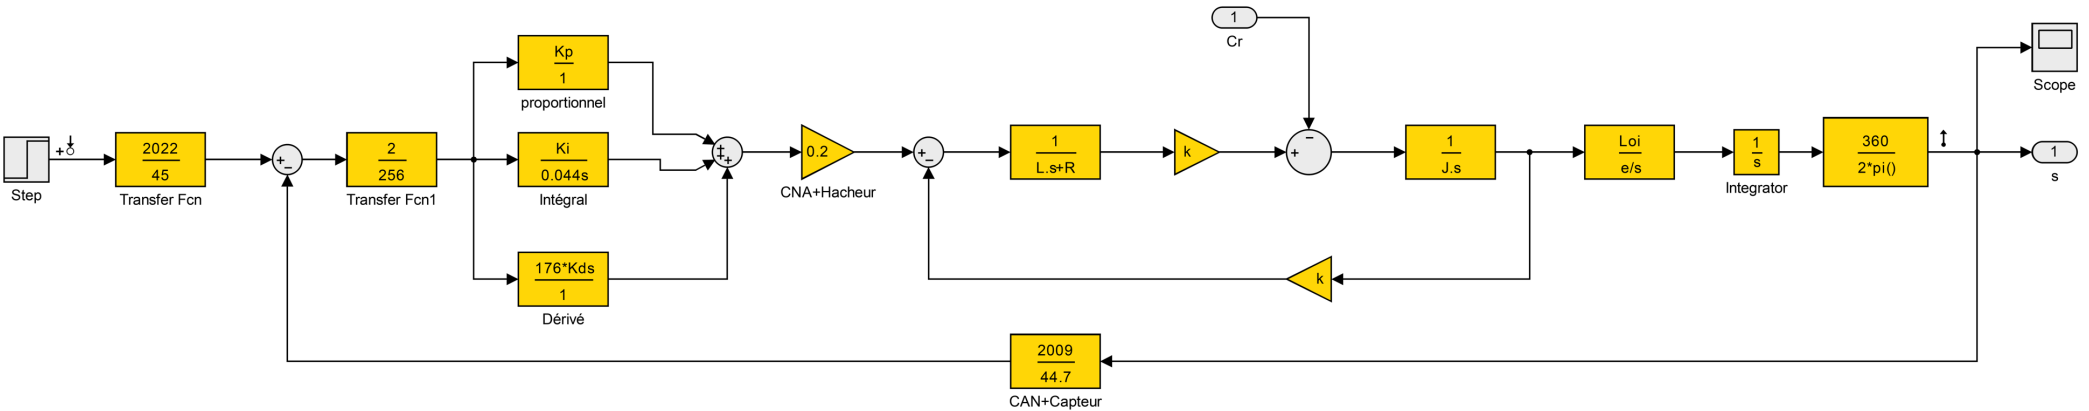 1
Cr
Scope
Kp
1
proportionnel
Step
+
2022
45
Transfer Fcn
+
−
2
256
Transfer Fcn1
Ki
0.044s
Intégral
176*Kds
1
Dérivé
+
+
+
0.2
CNA+Hacheur
+
−
1
L.s+R
k
−
+
1
J.s
k
Loi
e/s
1
s
Integrator
360
2*pi()
1
s
2009
44.7
CAN+Capteur